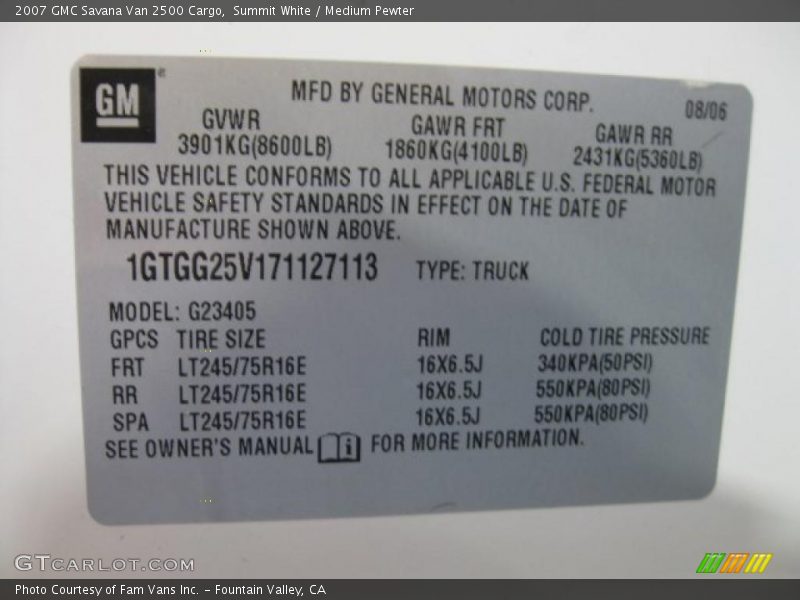 2007 GMC Savana Van 2500 Cargo,  Summit White / Medium Pewter
GM ®
MFD BY GENERAL MOTORS CORP. 08/06
GVWR GAWR FRT GAWR RR
3901KG(8600LB) 1860KG(4100LB) 2431KG(5360LB)
THIS VEHICLE CONFORMS TO ALL APPLICABLE U.S. FEDERAL MOTOR
VEHICLE SAFETY STANDARDS IN EFFECT ON THE DATE OF
MANUFACTURE SHOWN ABOVE.
1GTGG25V171127113 TYPE: TRUCK
MODEL: G23405
GPCS TIRE SIZE RIM COLD TIRE PRESSURE
FRT LT245/75R16E 16X6.5J 340KPA(50PSI)
RR LT245/75R16E 16X6.5J 550KPA(80PSI)
SPA LT245/75R16E 16X6.5J 550KPA(80PSI)
SEE OWNER'S MANUAL i FOR MORE INFORMATION.
GTCARLOT.COM
Photo Courtesy of Fam Vans Inc. – Fountain Valley, CA